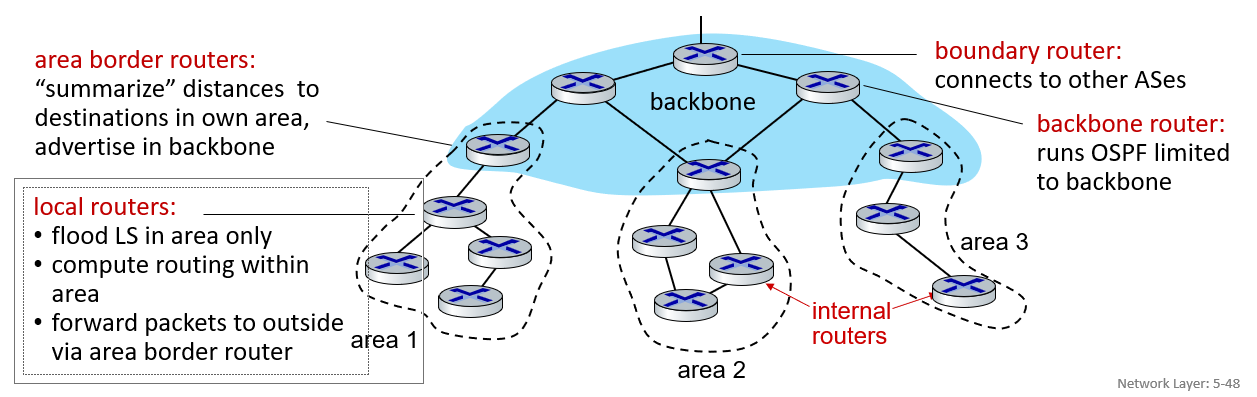 area border routers:
“summarize” distances to
destinations in own area,
advertise in backbone
local routers:
• flood LS in area only
• compute routing within
area
• forward packets to outside
via area border router
backbone
boundary router:
connects to other ASes
backbone router:
runs OSPF limited
to backbone
area 1
area 2
area 3
internal
routers
Network Layer: 5-48